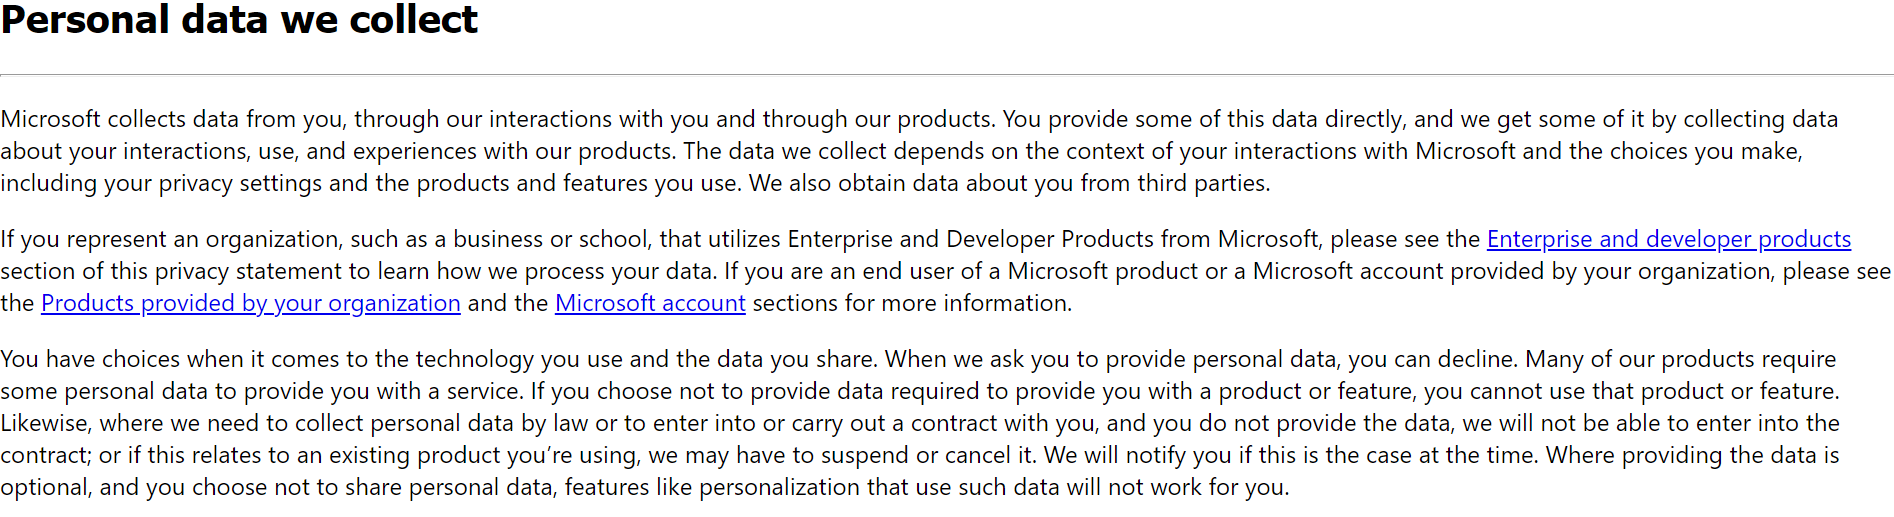 Personal data we collect
Microsoft collects data from you, through our interactions with you and through our products. You provide some of this data directly, and we get some of it by collecting data
about your interactions, use, and experiences with our products. The data we collect depends on the context of your interactions with Microsoft and the choices you make,
including your privacy settings and the products and features you use. We also obtain data about you from third parties.
If you represent an organization, such as a business or school, that utilizes Enterprise and Developer Products from Microsoft, please see the Enterprise and developer products
section of this privacy statement to learn how we process your data. If you are an end user of a Microsoft product or a Microsoft account provided by your organization, please see
the Products provided by your organization and the Microsoft account sections for more information.
You have choices when it comes to the technology you use and the data you share. When we ask you to provide personal data, you can decline. Many of our products require
some personal data to provide you with a service. If you choose not to provide data required to provide you with a product or feature, you cannot use that product or feature.
Likewise, where we need to collect personal data by law or to enter into or carry out a contract with you, and you do not provide the data, we will not be able to enter into the
contract; or if this relates to an existing product you’re using, we may have to suspend or cancel it. We will notify you if this is the case at the time. Where providing the data is
optional, and you choose not to share personal data, features like personalization that use such data will not work for you.